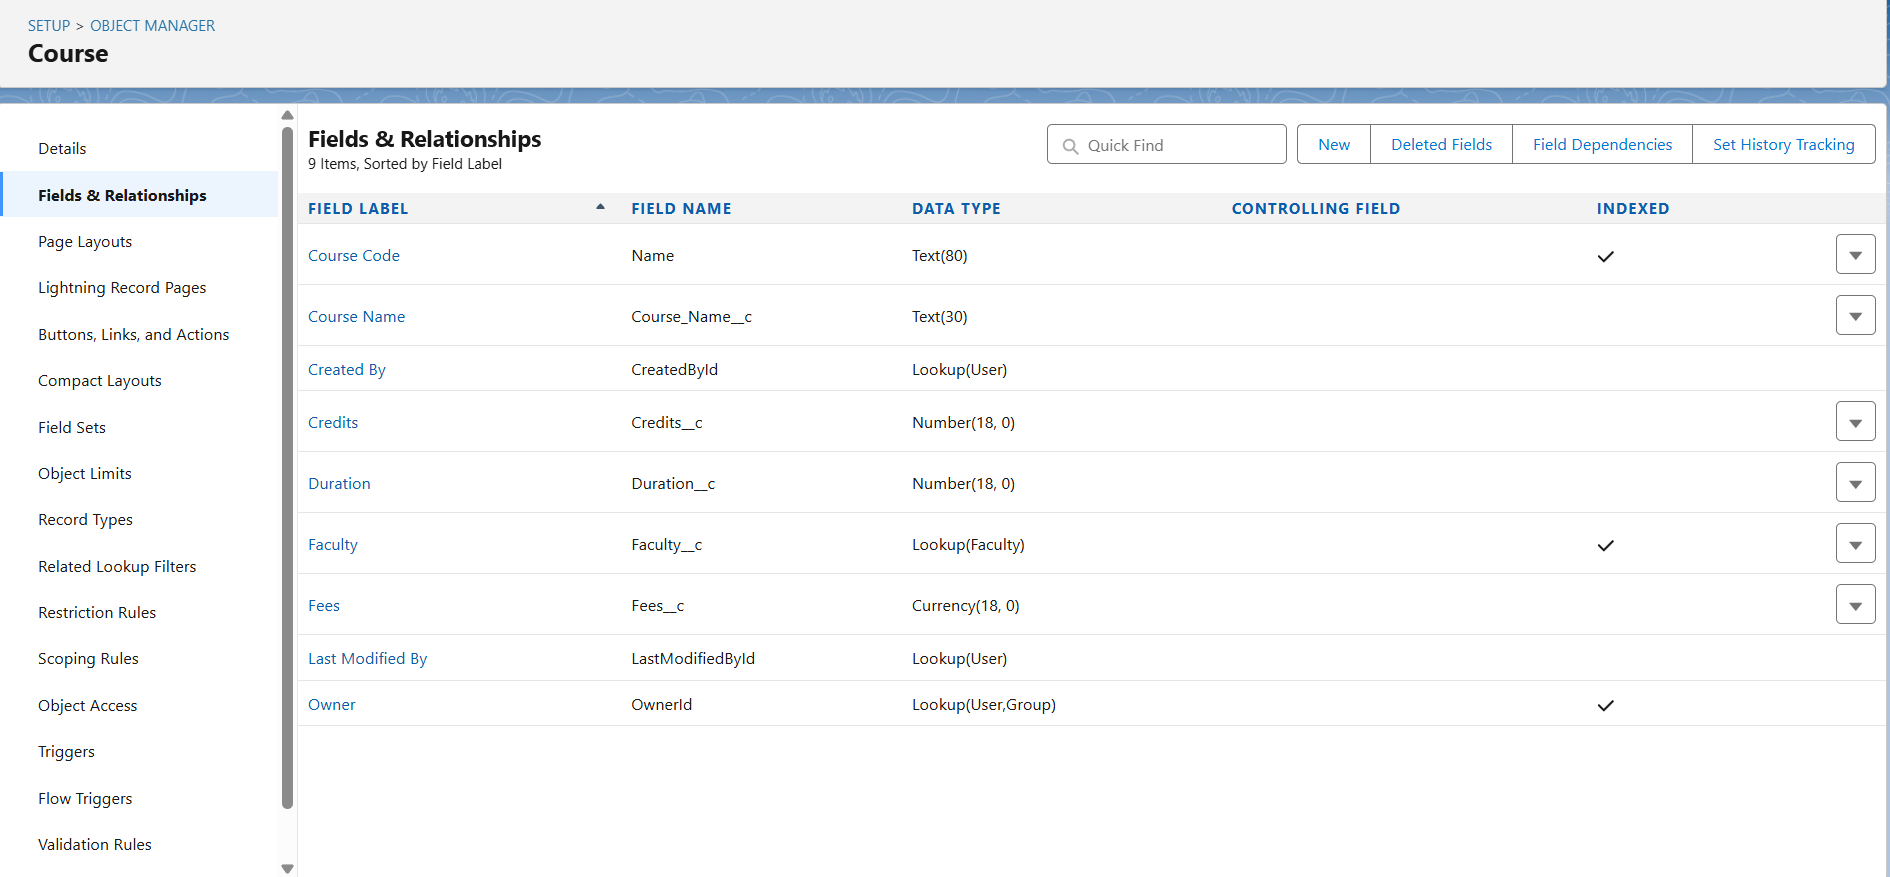 SETUP > OBJECT MANAGER
Course
Details
Fields & Relationships
Page Layouts
Lightning Record Pages
Buttons, Links, and Actions
Compact Layouts
Field Sets
Object Limits
Record Types
Related Lookup Filters
Restriction Rules
Scoping Rules
Object Access
Triggers
Flow Triggers
Validation Rules
Fields & Relationships
9 Items, Sorted by Field Label
Quick Find
New
Deleted Fields
Field Dependencies
Set History Tracking
FIELD LABEL FIELD NAME DATA TYPE CONTROLLING FIELD INDEXED
Course Code Name Text(80)
Course Name Course_Name__c Text(30)
Created By CreatedById Lookup(User)
Credits Credits__c Number(18, 0)
Duration Duration__c Number(18, 0)
Faculty Faculty__c Lookup(Faculty)
Fees Fees__c Currency(18, 0)
Last Modified By LastModifiedById Lookup(User)
Owner OwnerId Lookup(User,Group)